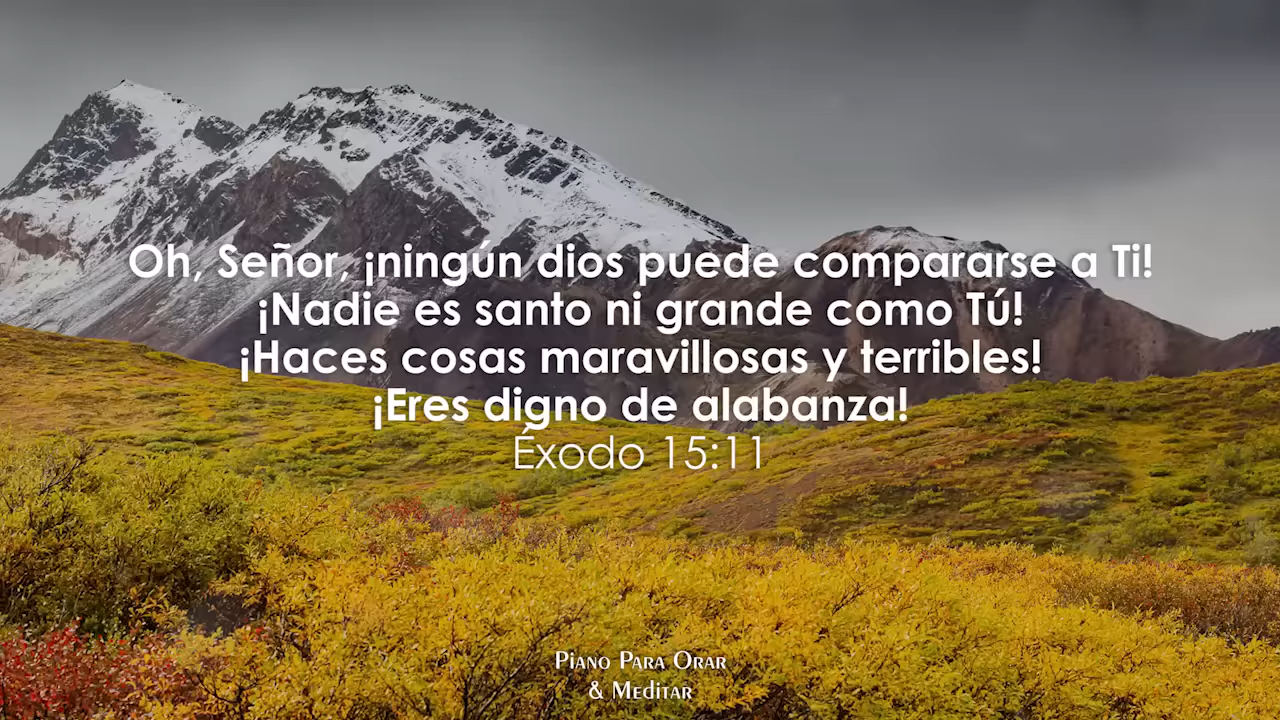 Oh, Señor, ¡ningún dios puede compararse a Ti!
¡Nadie es santo ni grande como Tú!
¡Haces cosas maravillosas y terribles!
¡Eres digno de alabanza!
Éxodo 15:11
Piano Para Orar
& Meditar